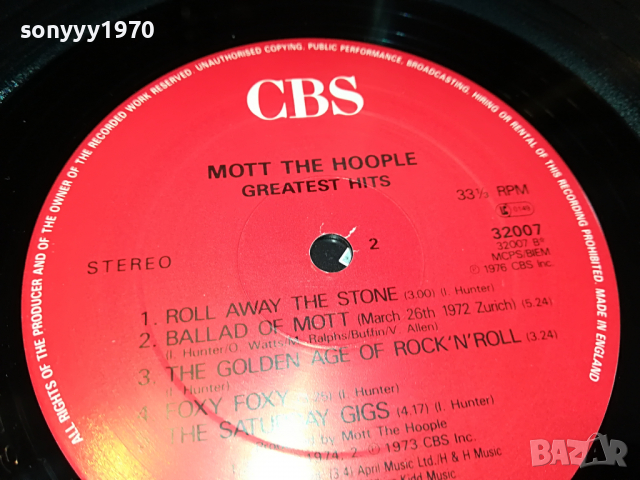 sonyyy1970
ALL RIGHTS OF THE PRODUCER AND OF THE OWNER OF THE RECORDED WORK RESERVED. UNAUTHORISED COPYING. PUBLIC PERFORMANCE. BROADCASTING. HIRING OR RENTAL OF THIS RECORDING PROHIBITED. MADE IN ENGLAND
CBS
MOTT THE HOOPLE
GREATEST HITS
33⅓ RPM
32007
32007 B°
MCPS/BIEM
℗ 1976 CBS Inc.
STEREO
2
1. ROLL AWAY THE STONE (3.00) (I. Hunter)
2. BALLAD OF MOTT (March 26th 1972 Zurich) (5.24)
(I. Hunter/O. Watts/M. Ralphs/Buffin/V. Allen)
3. THE GOLDEN AGE OF ROCK'N'ROLL (3.24)
(I. Hunter)
4. FOXY FOXY (I. Hunter)
THE SATURDAY GIGS (4.17) (I. Hunter)
by Mott The Hoople
1974, 2 ℗ 1973 CBS Inc.
(3.4) April Music Ltd./H & H Music
Kidd Music
BAZAR
bg